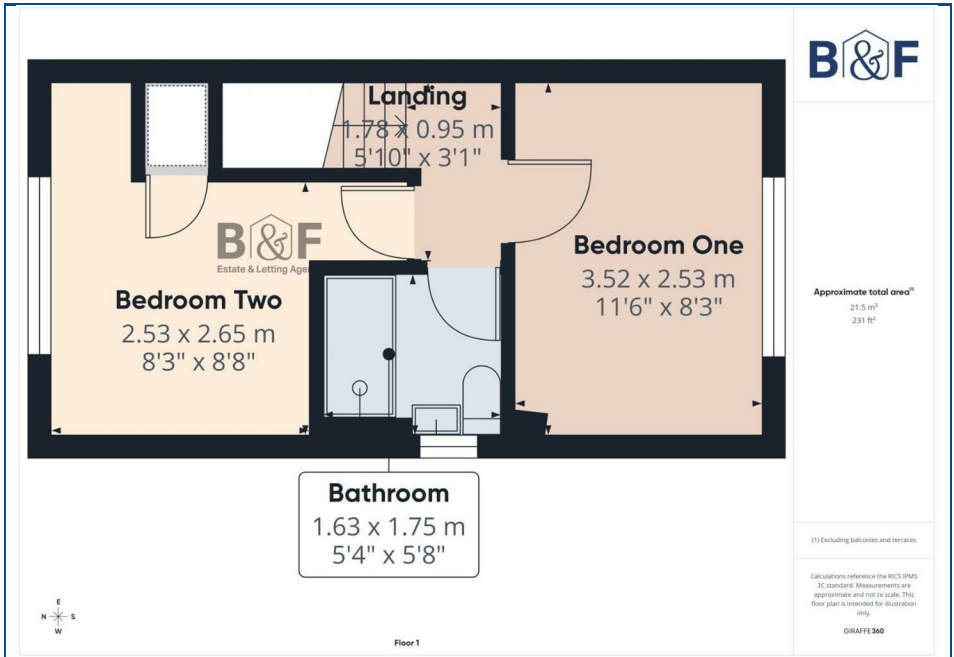 B&F
Landing
1.78 x 0.95 m
5'10" x 3'1"
Bedroom One
3.52 x 2.53 m
11'6" x 8'3"
B&F
Estate & Letting Age
Bedroom Two
2.53 x 2.65 m
8'3" x 8'8"
Approximate total area⁽¹⁾
21.5 m²
231 ft²
Bathroom
1.63 x 1.75 m
5'4" x 5'8"
(1) Excluding balconies and terraces
Calculations reference the RICS IPMS
3C standard. Measurements are
approximate and not to scale. This
floor plan is intended for illustration
only.
GIRAFFE360
E
N S
W
Floor 1